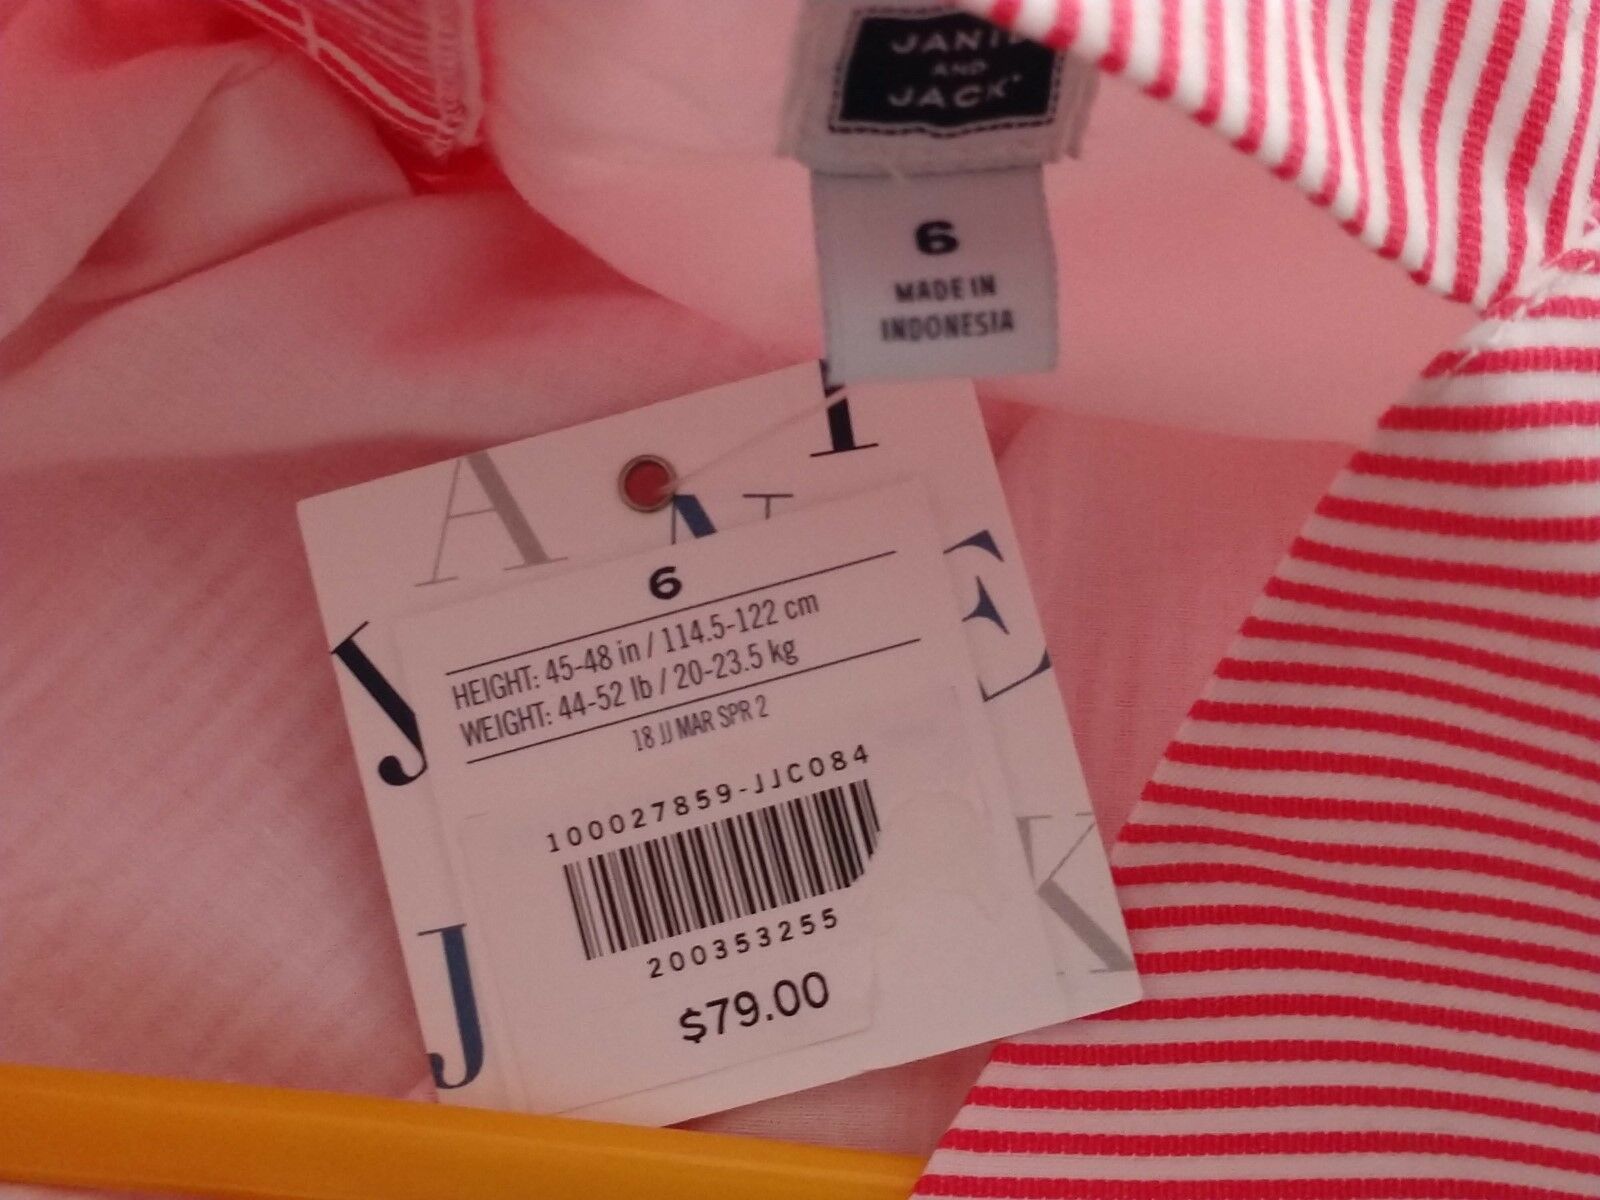 JANIE
AND
JACK
6
MADE IN
INDONESIA
6
HEIGHT: 45-48 in / 114.5-122 cm
WEIGHT: 44-52 lb / 20-23.5 kg
18 JJ MAR SPR 2
100027859-JJC084
200353255
$79.00